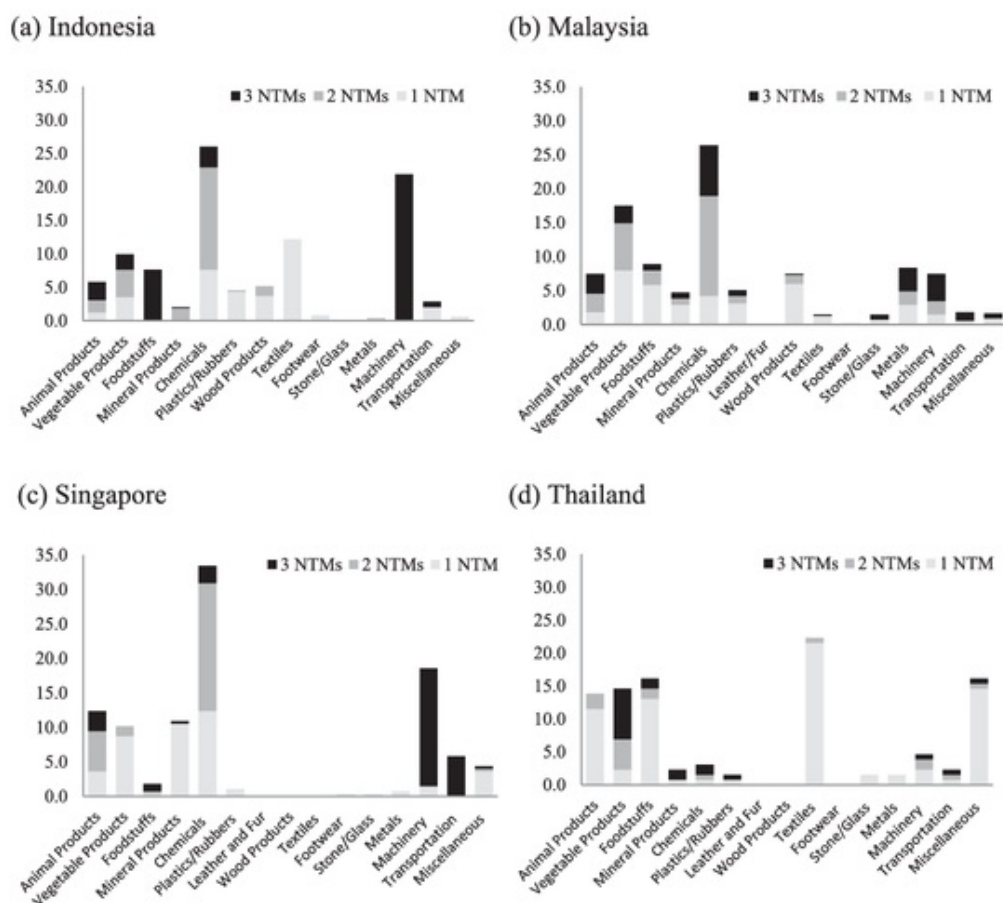 (a) Indonesia
35.0
30.0
25.0
20.0
15.0
10.0
5.0
0.0
3 NTMs 2 NTMs 1 NTM
Animal Products
Vegetable Products
Foodstuffs
Mineral Products
Chemicals
Plastics/Rubbers
Wood Products
Textiles
Footwear
Stone/Glass
Metals
Machinery
Transportation
Miscellaneous
(b) Malaysia
35.0
30.0
25.0
20.0
15.0
10.0
5.0
0.0
3 NTMs 2 NTMs 1 NTM
Animal Products
Vegetable Products
Foodstuffs
Mineral Products
Chemicals
Plastics/Rubbers
Leather/Fur
Wood Products
Textiles
Footwear
Stone/Glass
Metals
Machinery
Transportation
Miscellaneous
(c) Singapore
35.0
30.0
25.0
20.0
15.0
10.0
5.0
0.0
3 NTMs 2 NTMs 1 NTM
Animal Products
Vegetable Products
Foodstuffs
Mineral Products
Chemicals
Plastics/Rubbers
Leather and Fur
Wood Products
Textiles
Footwear
Stone/Glass
Metals
Machinery
Transportation
Miscellaneous
(d) Thailand
35.0
30.0
25.0
20.0
15.0
10.0
5.0
0.0
3 NTMs 2 NTMs 1 NTM
Animal Products
Vegetable Products
Foodstuffs
Mineral Products
Chemicals
Plastics/Rubbers
Leather and Fur
Wood Products
Textiles
Footwear
Stone/Glass
Metals
Machinery
Transportation
Miscellaneous